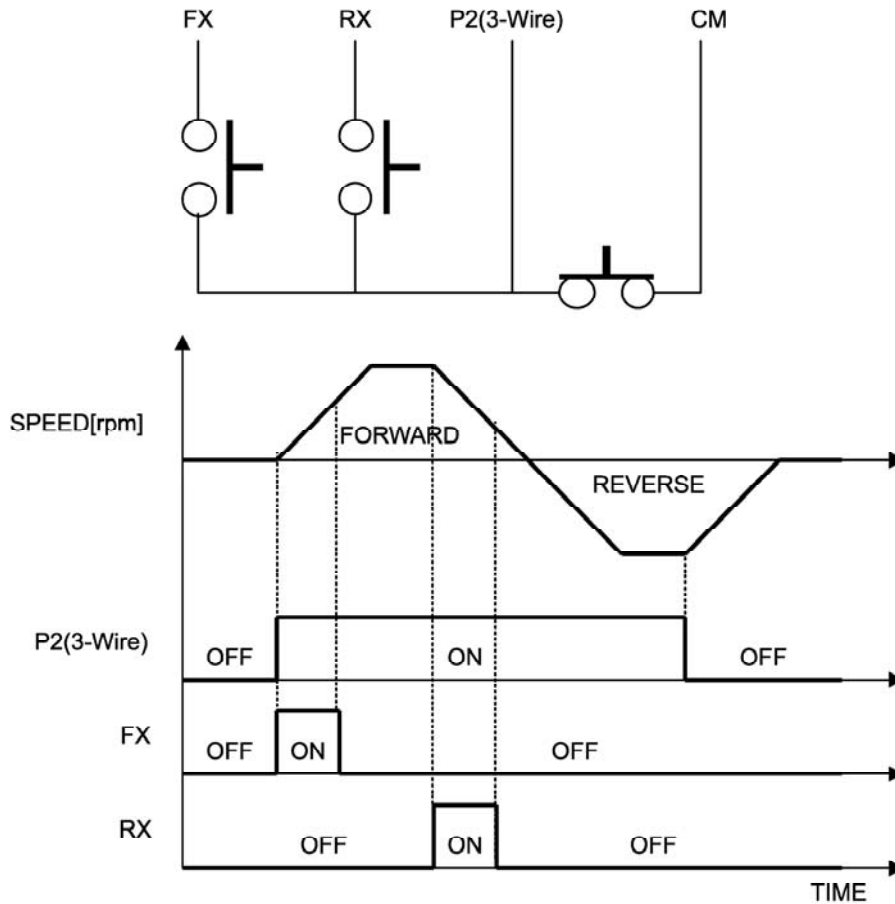 FX RX P2(3-Wire) CM
SPEED[rpm]
FORWARD
REVERSE
P2(3-Wire)
OFF ON OFF
FX
OFF ON OFF
RX
OFF ON OFF
TIME